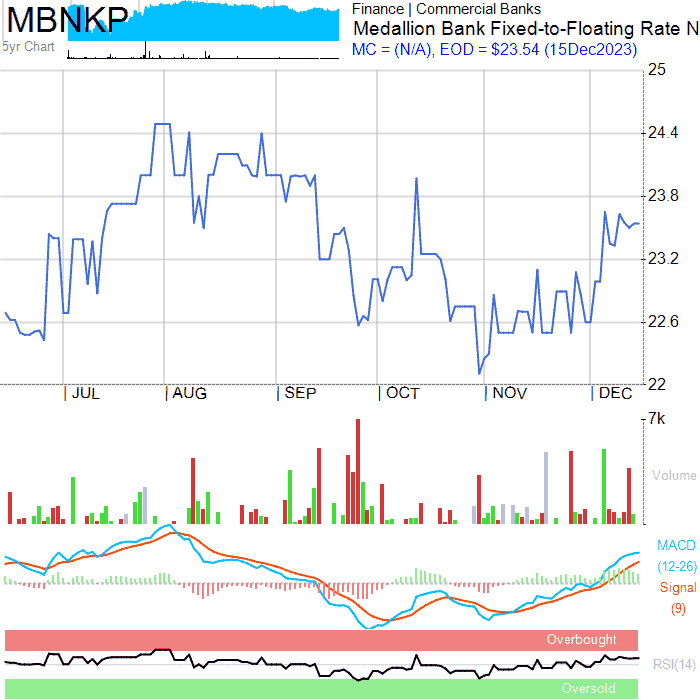 MBNKP
5yr Chart
Finance | Commercial Banks
Medallion Bank Fixed-to-Floating Rate N
MC = (N/A), EOD = $23.54 (15Dec2023)
25
24.4
23.8
23.2
22.6
22
| JUL | AUG | SEP | OCT | NOV | DEC
7k
Volume
MACD
(12-26)
Signal
(9)
Overbought
RSI(14)
Oversold